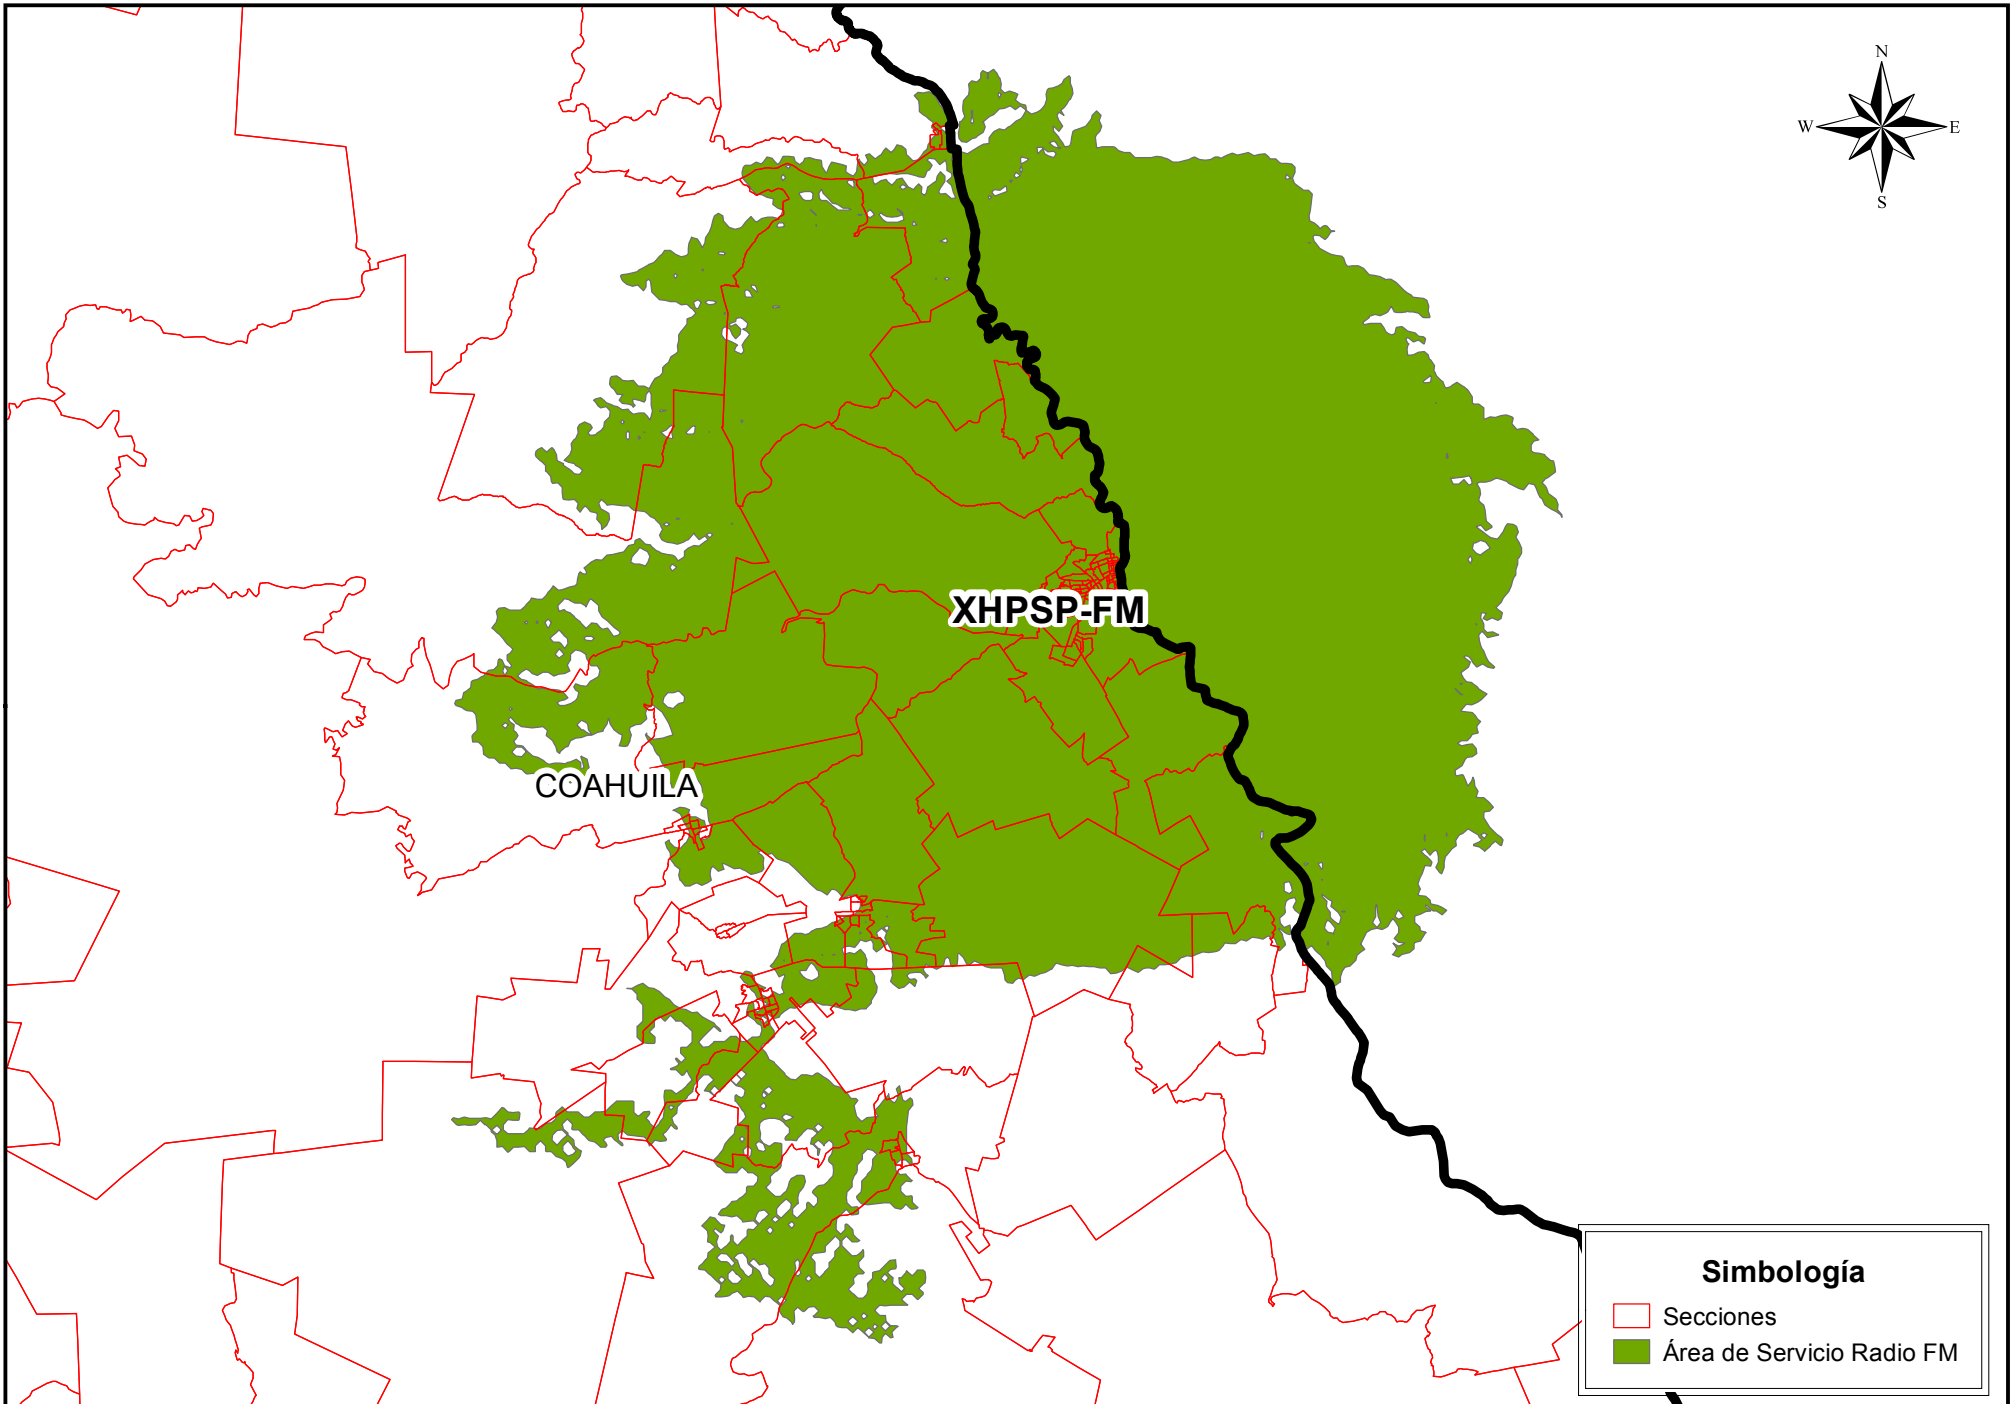 N
W E
S
XHPSP-FM
COAHUILA
Simbología
Secciones
Área de Servicio Radio FM